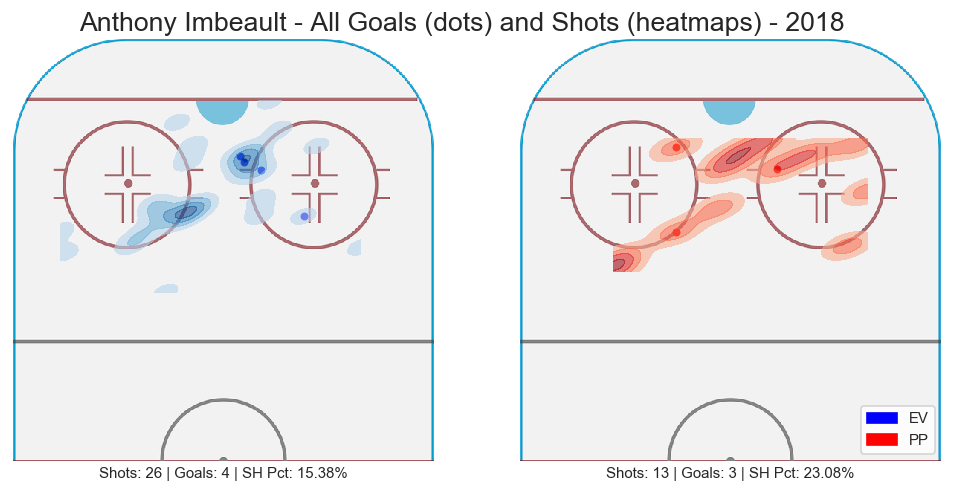 Anthony Imbeault - All Goals (dots) and Shots (heatmaps) - 2018
EV
PP
Shots: 26 | Goals: 4 | SH Pct: 15.38%
Shots: 13 | Goals: 3 | SH Pct: 23.08%